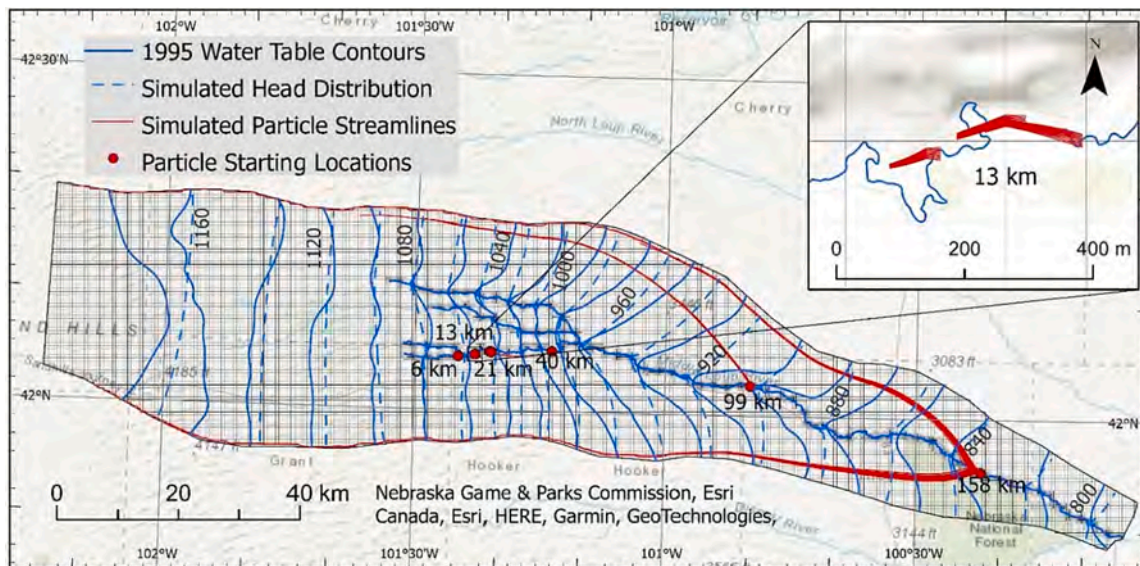 102°W
101°30'W
101°W
Cherry
Reservoir
42°30'N
1995 Water Table Contours
Simulated Head Distribution
Simulated Particle Streamlines
Particle Starting Locations
Cherry
North Loup River
N
13 km
0 200 400 m
1160
1120
1080
1040
1000
960
920
880
840
800
ND HILLS
13 km
6 km
21 km
40 km
99 km
158 km
4185 ft
3083 ft
42°N
42°N
4147 ft
Grant
Hooker
Hooker
0 20 40 km
Nebraska Game & Parks Commission, Esri
Canada, Esri, HERE, Garmin, GeoTechnologies,
River
3144 ft
Nebraska
National
Forest
102°W
101°30'W
101°W
100°30'W